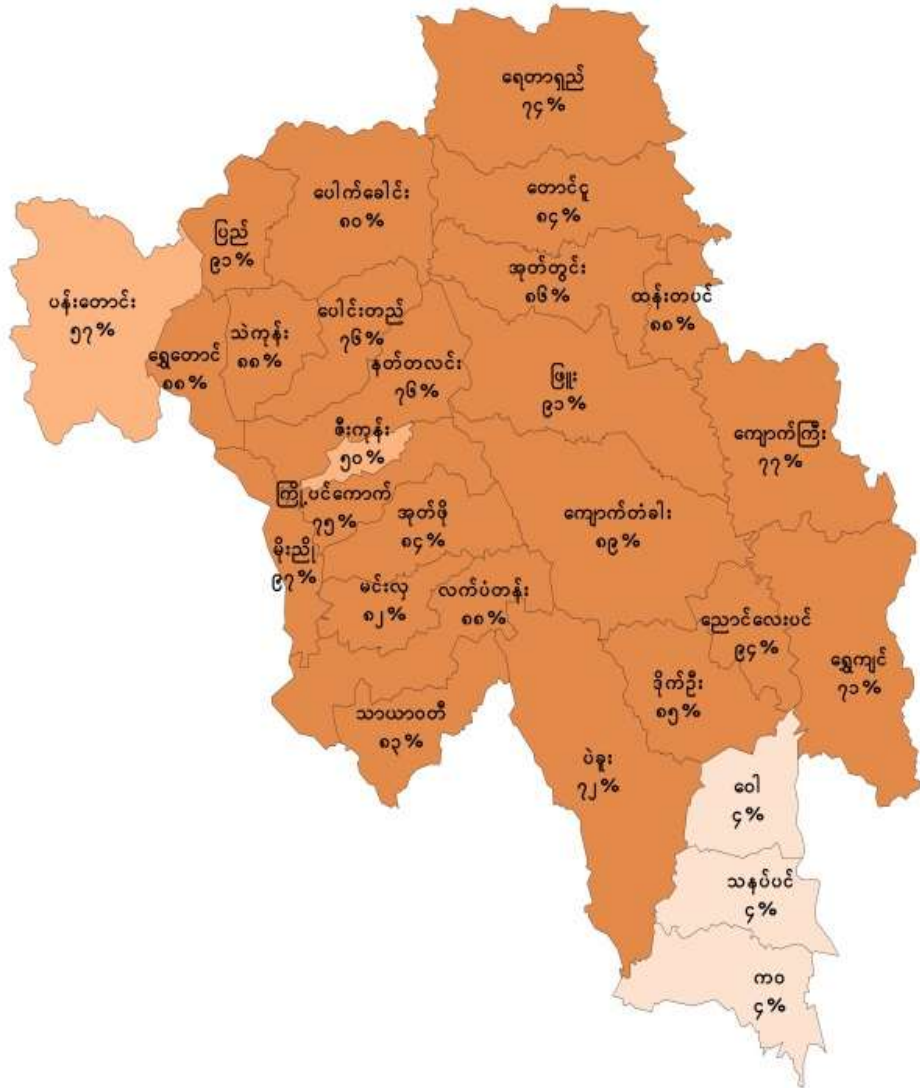 ရေတာရှည်
၇၄%
တောင်ငူ
၈၄%
ပေါက်ခေါင်း
၈၀%
ပြည်
၉၁%
အုတ်တွင်း
၈၆%
ထန်းတပင်
၈၈%
ပန်းတောင်း
၅၇%
ပေါင်းတည်
၇၆%
သဲကုန်း
၈၈%
ရွှေတောင်
၈၈%
နတ်တလင်း
၇၆%
ဖြူး
၉၁%
ကျောက်ကြီး
၇၇%
ဇီးကုန်း
၅၀%
ကြို့ပင်ကောက်
၇၅%
အုတ်ဖို
၈၄%
ကျောက်တံခါး
၈၉%
မိုးညို
၉၇%
မင်းလှ
၈၂%
လက်ပံတန်း
၈၈%
ညောင်လေးပင်
၉၄%
ရွှေကျင်
၇၁%
ဒိုက်ဦး
၈၅%
သာယာဝတီ
၈၃%
ပဲခူး
၇၂%
ဝေါ
၄%
သနပ်ပင်
၄%
ကဝ
၄%